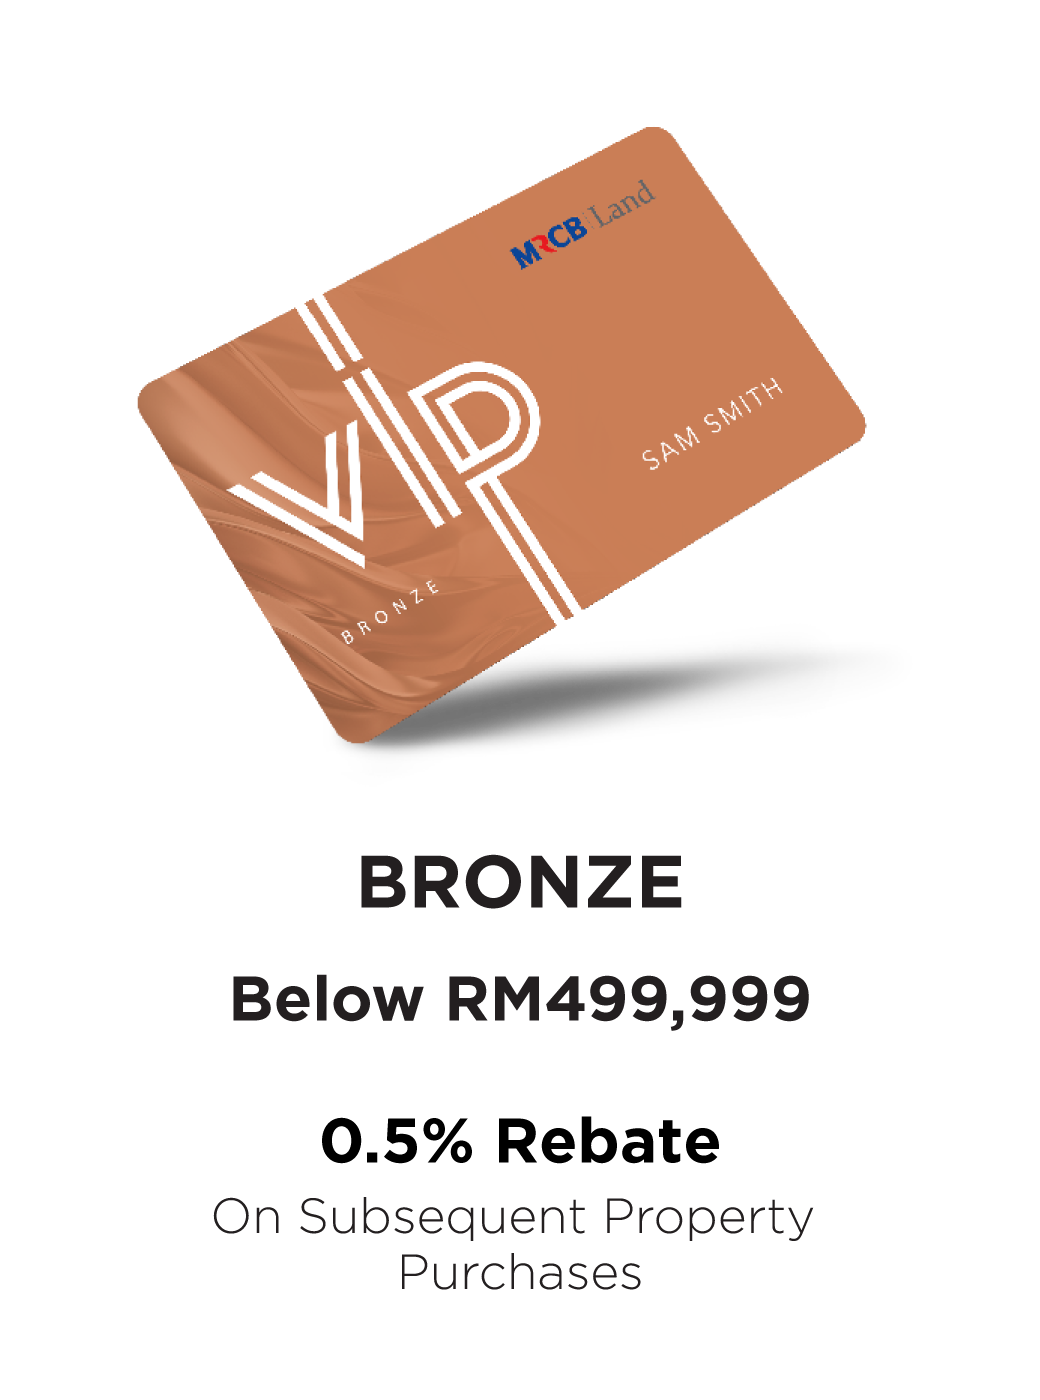 MRCB Land
VIP
SAM SMITH
BRONZE
BRONZE
Below RM499,999
0.5% Rebate
On Subsequent Property
Purchases